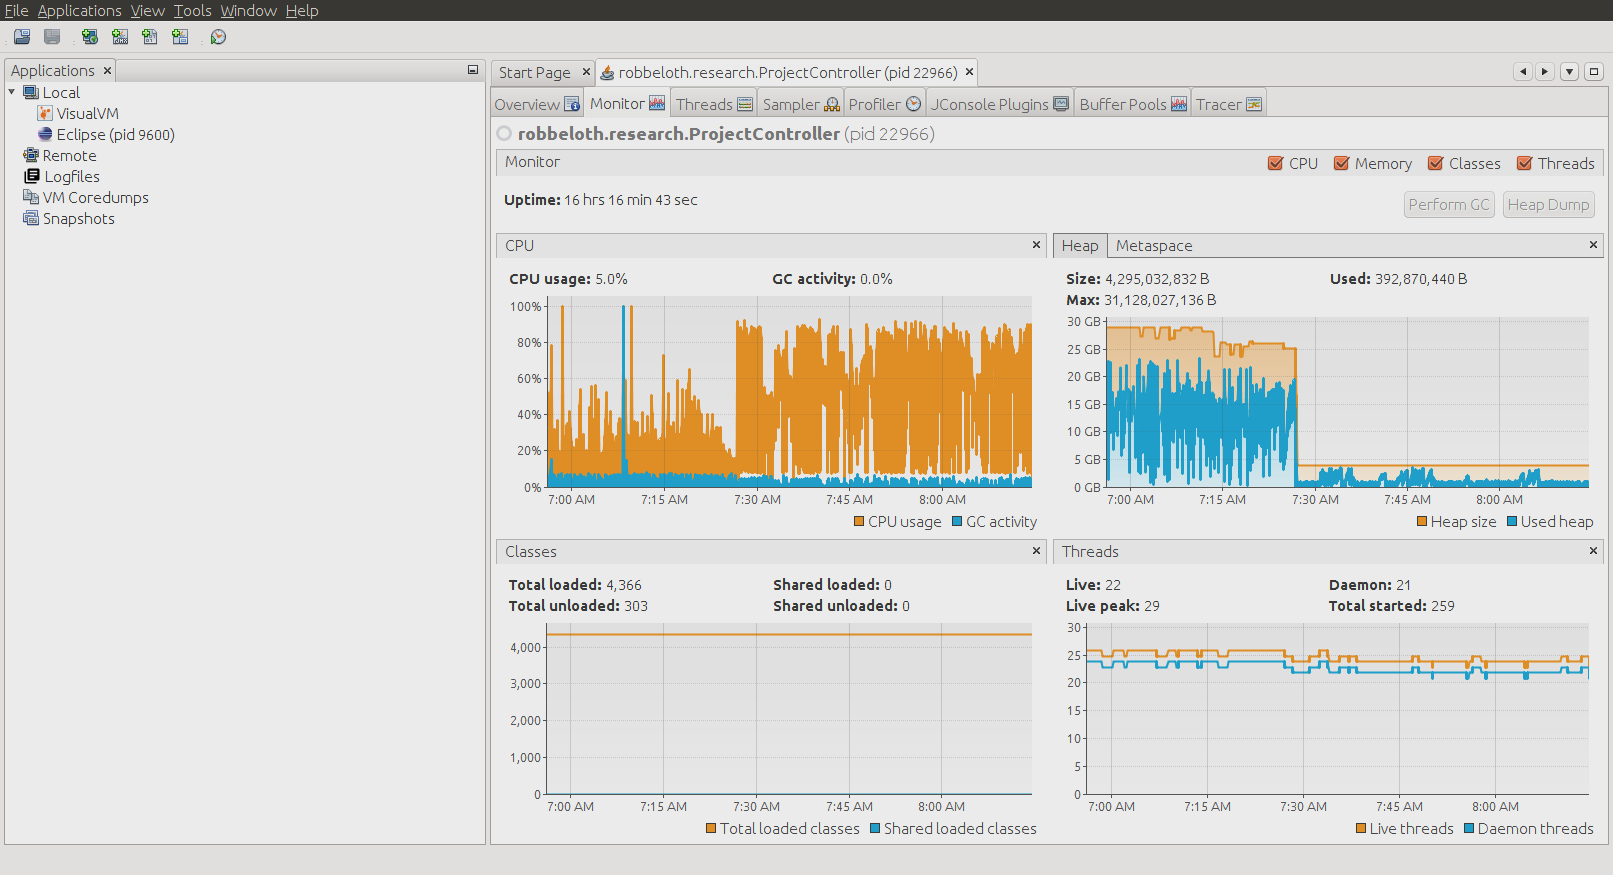 File Applications View Tools Window Help
Applications
Start Page robbeloth.research.ProjectController (pid 22966)
Local
VisualVM
Eclipse (pid 9600)
Remote
Logfiles
VM Coredumps
Snapshots
Overview Monitor Threads Sampler Profiler JConsole Plugins Buffer Pools Tracer
robbeloth.research.ProjectController (pid 22966)
Monitor CPU Memory Classes Threads
Uptime: 16 hrs 16 min 43 sec Perform GC Heap Dump
CPU
CPU usage: 5.0% GC activity: 0.0%
100%
80%
60%
40%
20%
0%
7:00 AM 7:15 AM 7:30 AM 7:45 AM 8:00 AM
CPU usage GC activity
Heap Metaspace
Size: 4,295,032,832 B Used: 392,870,440 B
Max: 31,128,027,136 B
30 GB
25 GB
20 GB
15 GB
10 GB
5 GB
0 GB
7:00 AM 7:15 AM 7:30 AM 7:45 AM 8:00 AM
Heap size Used heap
Classes
Total loaded: 4,366 Shared loaded: 0
Total unloaded: 303 Shared unloaded: 0
4,000
3,000
2,000
1,000
0
7:00 AM 7:15 AM 7:30 AM 7:45 AM 8:00 AM
Total loaded classes Shared loaded classes
Threads
Live: 22 Daemon: 21
Live peak: 29 Total started: 259
30
25
20
15
10
5
0
7:00 AM 7:15 AM 7:30 AM 7:45 AM 8:00 AM
Live threads Daemon threads